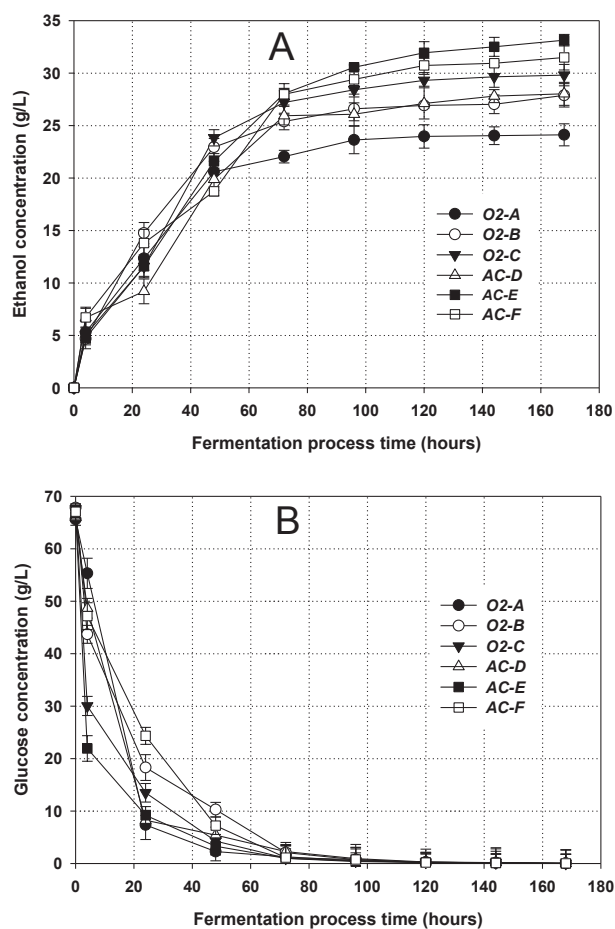 A
Ethanol concentration (g/L)
35
30
25
20
15
10
5
0
O2-A
O2-B
O2-C
AC-D
AC-E
AC-F
0 20 40 60 80 100 120 140 160 180
Fermentation process time (hours)
B
Glucose concentration (g/L)
70
60
50
40
30
20
10
0
O2-A
O2-B
O2-C
AC-D
AC-E
AC-F
0 20 40 60 80 100 120 140 160 180
Fermentation process time (hours)